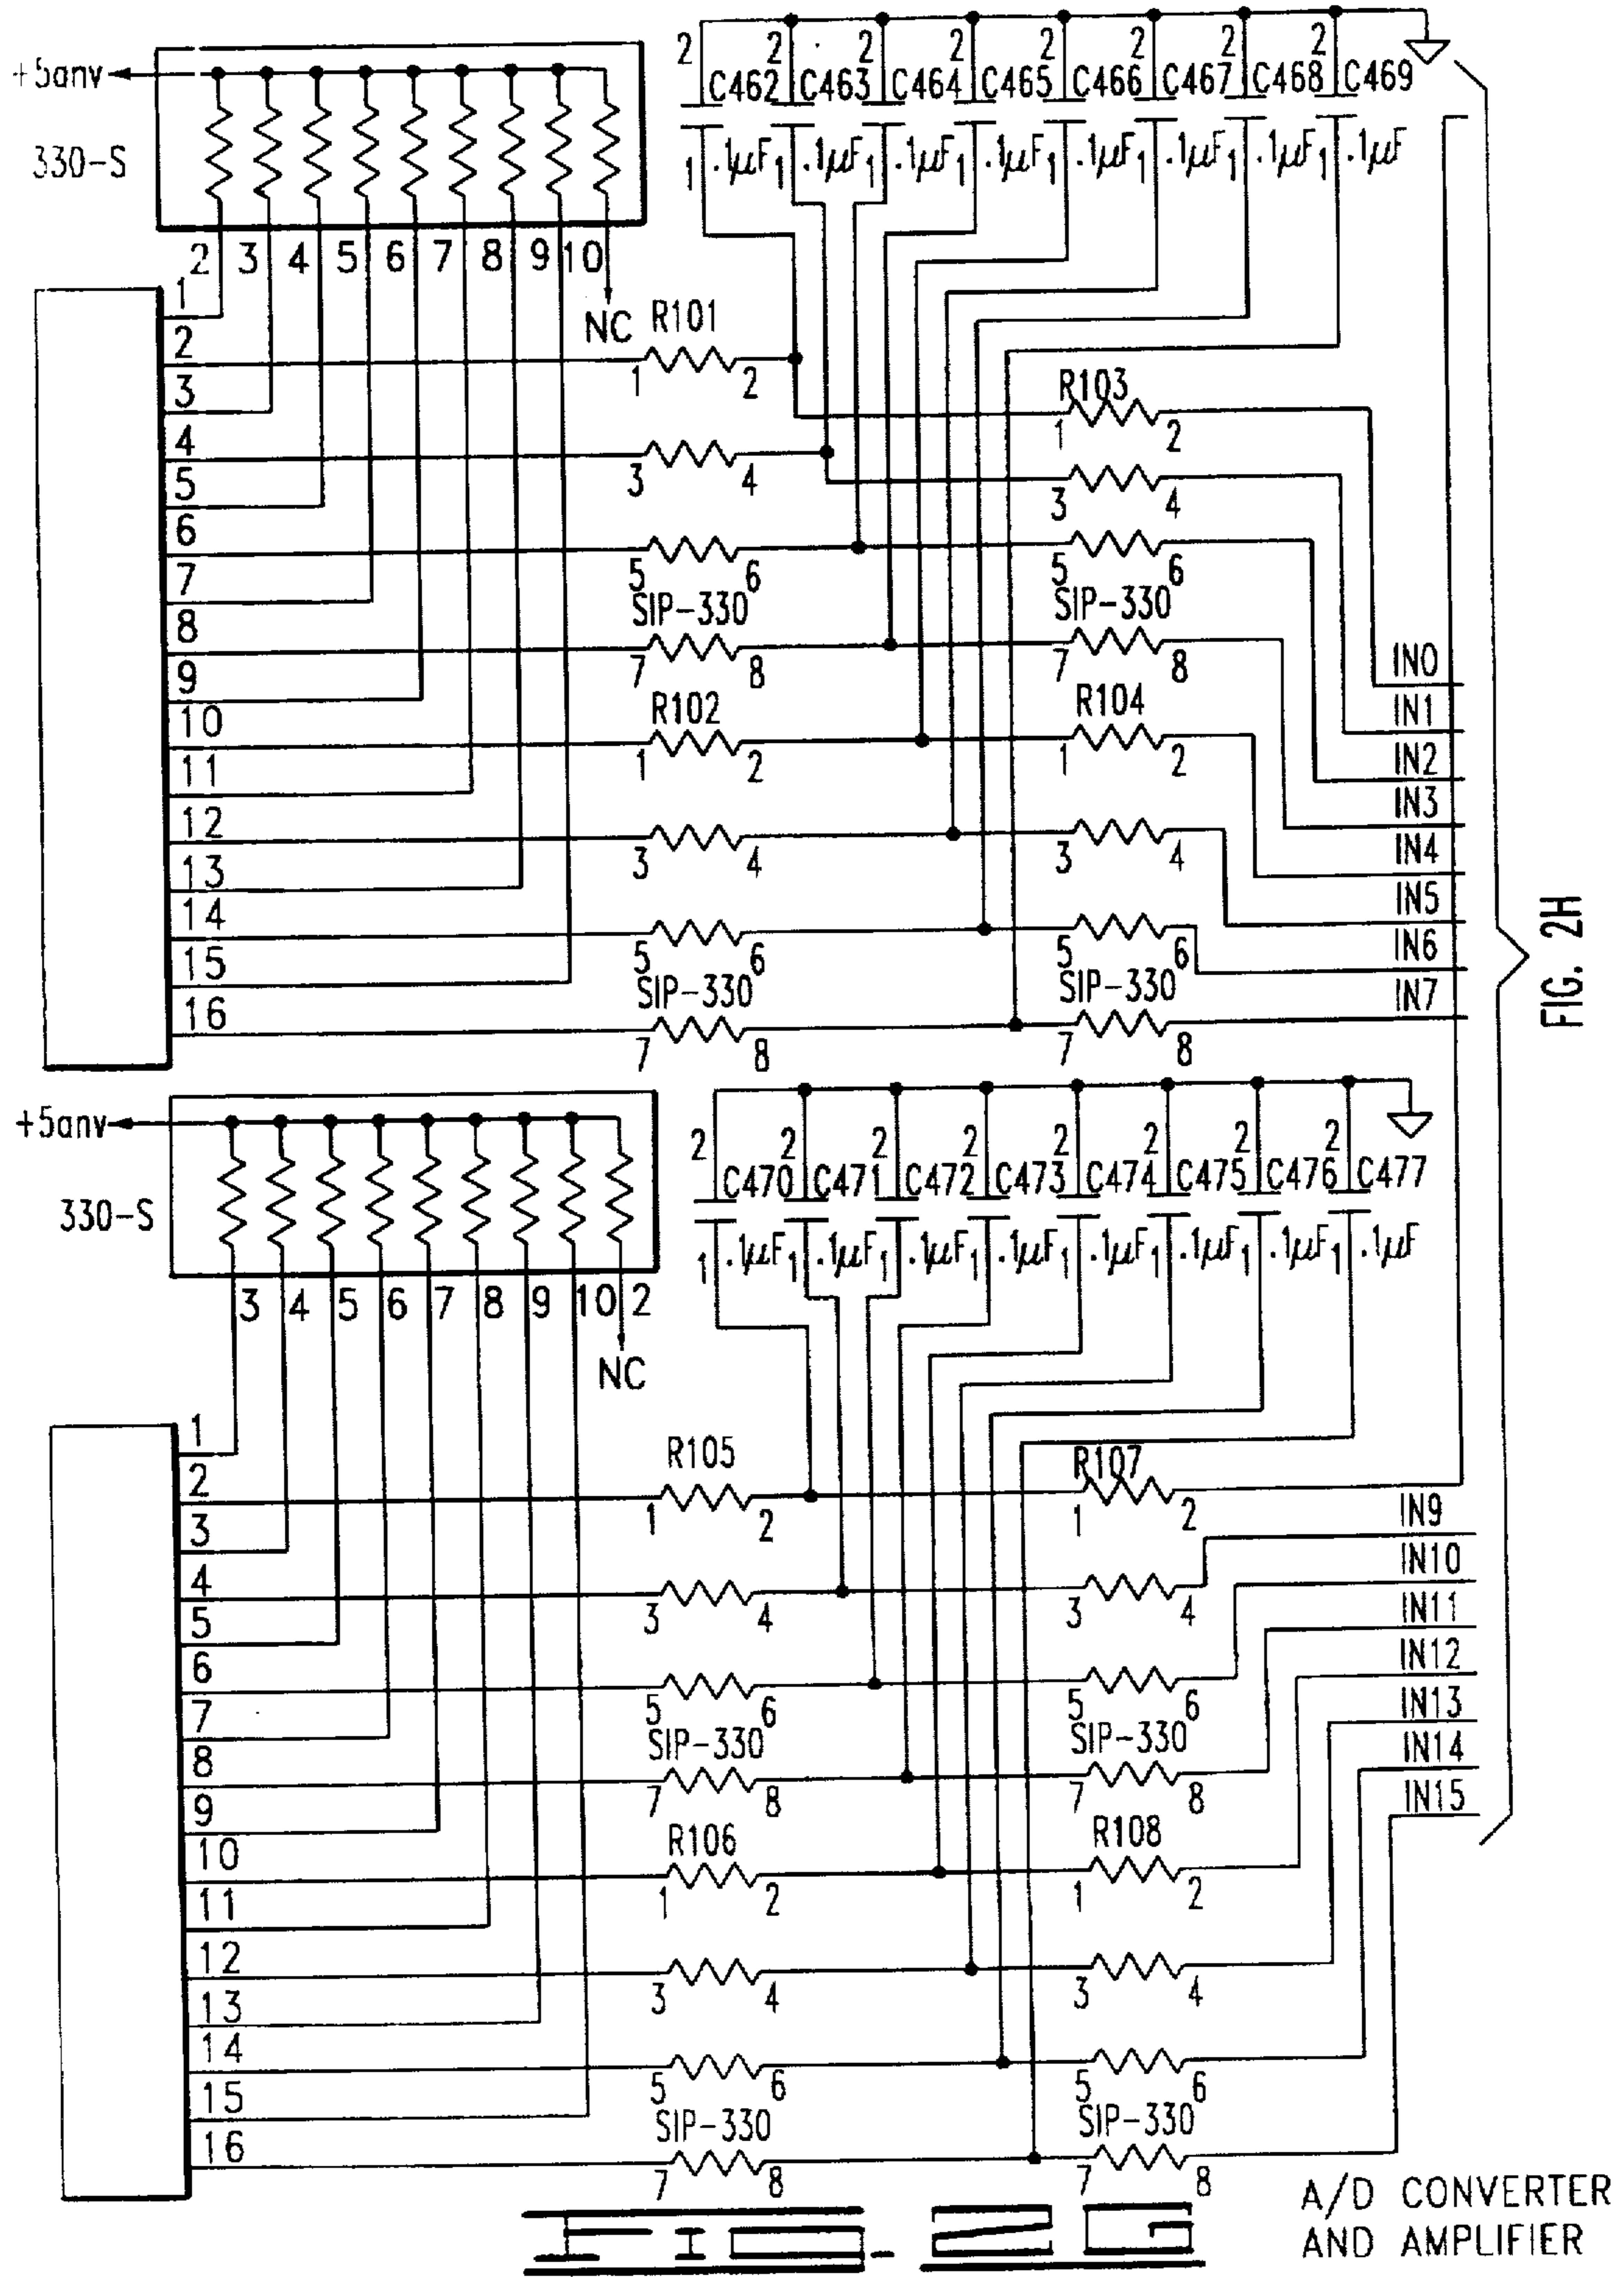 2 2 2 2 2 2 2 2
+5anv
C462 C463 C464 C465 C466 C467 C468 C469
330-S
1 .1µF 1 .1µF 1 .1µF 1 .1µF 1 .1µF 1 .1µF 1 .1µF 1 .1µF
2 3 4 5 6 7 8 9 10
NC
1
R101
2
1 2
3
R103
1 2
4
3 4
5
3 4
6
5 6
5 6
7
SIP-330
SIP-330
8
7 8
7 8
IN0
9
R102
R104
IN1
10
1 2
1 2
IN2
11
IN3
12
3 4
3 4
IN4
13
IN5
14
5 6
5 6
IN6
15
SIP-330
SIP-330
IN7
16
7 8
7 8
FIG. 2H
+5anv
2 2 2 2 2 2 2 2
C470 C471 C472 C473 C474 C475 C476 C477
330-S
1 .1µF 1 .1µF 1 .1µF 1 .1µF 1 .1µF 1 .1µF 1 .1µF 1 .1µF
3 4 5 6 7 8 9 10 2
NC
1
R105
R107
2
1 2
1 2
IN9
3
IN10
4
3 4
3 4
IN11
5
IN12
6
5 6
5 6
IN13
7
SIP-330
SIP-330
IN14
8
7 8
7 8
IN15
9
R106
R108
10
1 2
1 2
11
12
3 4
3 4
13
14
5 6
5 6
15
SIP-330
SIP-330
16
7 8
7 8
FIG. 2G
A/D CONVERTER
AND AMPLIFIER